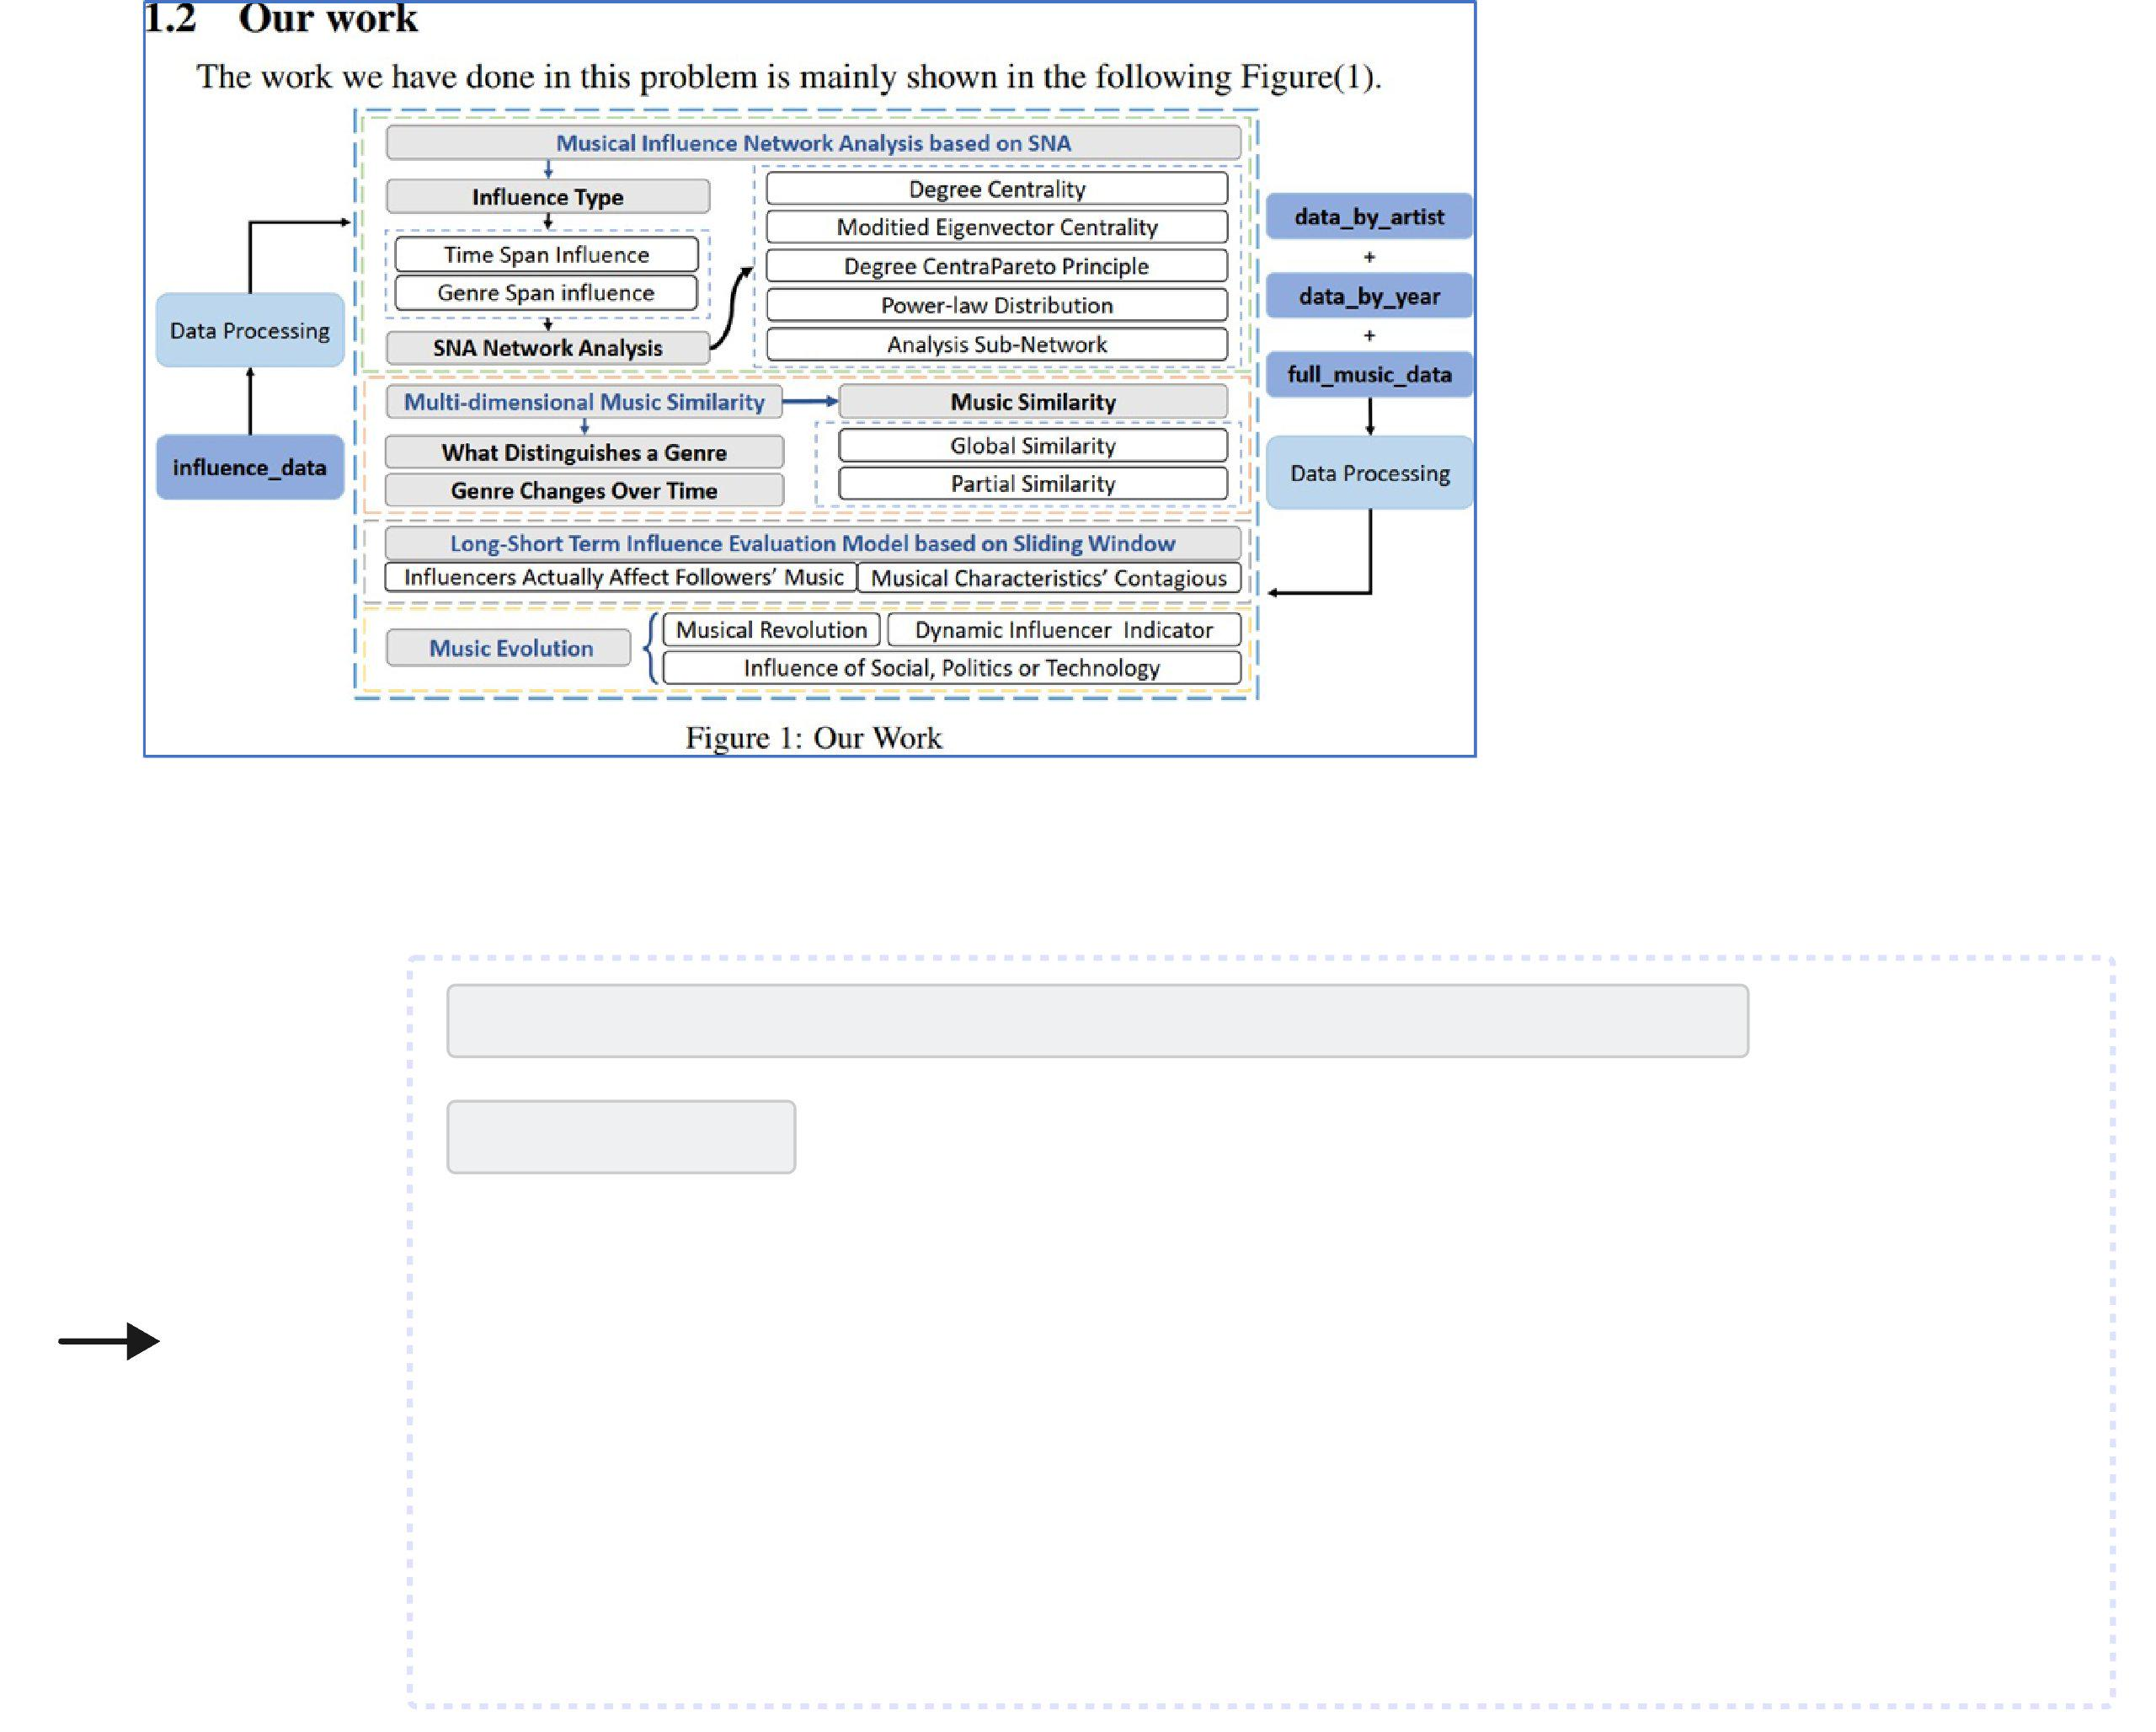 1.2 Our work
The work we have done in this problem is mainly shown in the following Figure(1).
Musical Influence Network Analysis based on SNA
Influence Type
Time Span Influence
Genre Span influence
SNA Network Analysis
Degree Centrality
Moditied Eigenvector Centrality
Degree CentraPareto Principle
Power-law Distribution
Analysis Sub-Network
Data Processing
influence_data
Multi-dimensional Music Similarity
What Distinguishes a Genre
Genre Changes Over Time
Music Similarity
Global Similarity
Partial Similarity
Long-Short Term Influence Evaluation Model based on Sliding Window
Influencers Actually Affect Followers’ Music
Musical Characteristics’ Contagious
Music Evolution
Musical Revolution
Dynamic Influencer Indicator
Influence of Social, Politics or Technology
data_by_artist
+
data_by_year
+
full_music_data
Data Processing
Figure 1: Our Work